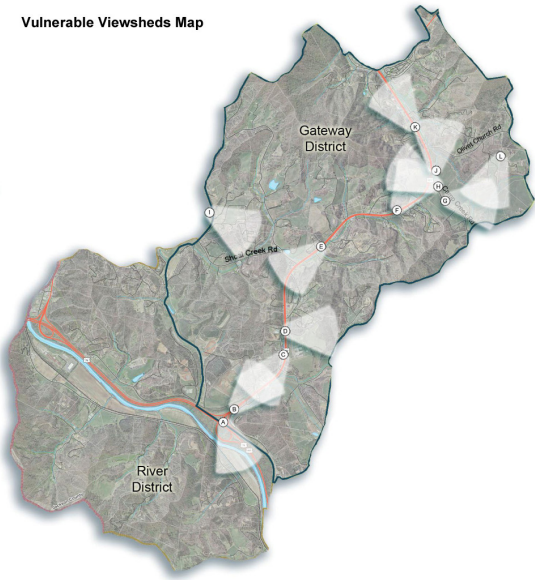 Vulnerable Viewsheds Map
Gateway
District
K
Olivet Church Rd
L
J
H
G
F
I
E
Creek Rd
D
C
B
A
River
District